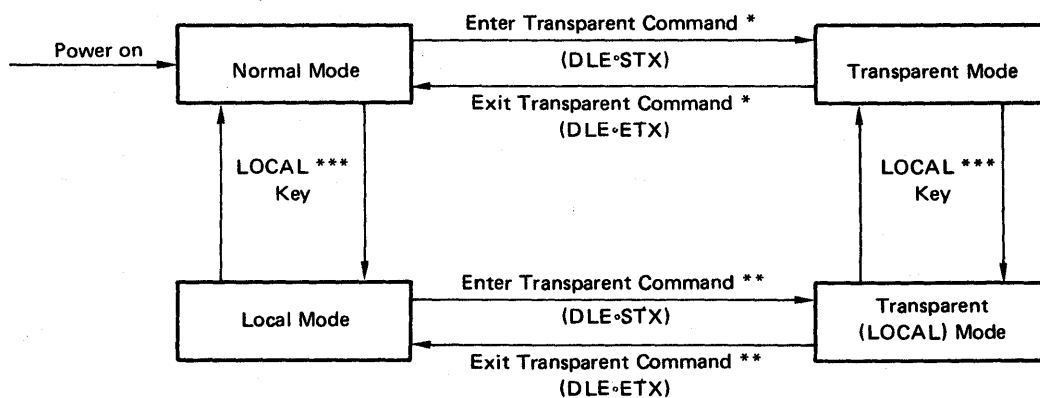 Enter Transparent Command *
Power on
(DLE∘STX)
Normal Mode
Transparent Mode
Exit Transparent Command *
(DLE∘ETX)
LOCAL ***
Key
LOCAL ***
Key
Enter Transparent Command **
Local Mode
(DLE∘STX)
Transparent
(LOCAL) Mode
Exit Transparent Command **
(DLE∘ETX)